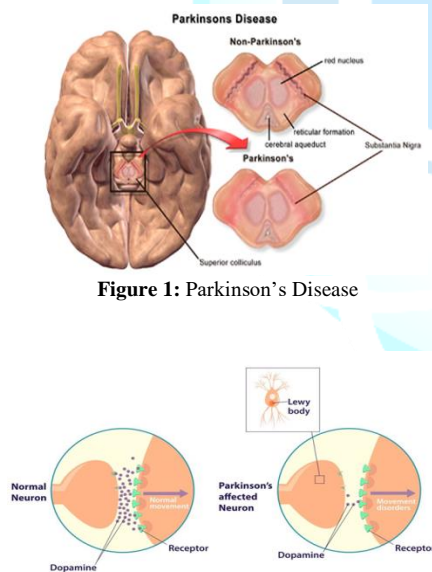 Parkinsons Disease
Non-Parkinson's
red nucleus
reticular formation
cerebral aqueduct
Substantia Nigra
Parkinson's
Superior colliculus
Figure 1: Parkinson's Disease
Lewy
body
Normal
Neuron
Normal
movement
Dopamine
Receptor
Parkinson's
affected
Neuron
Movement
disorders
Dopamine
Receptor